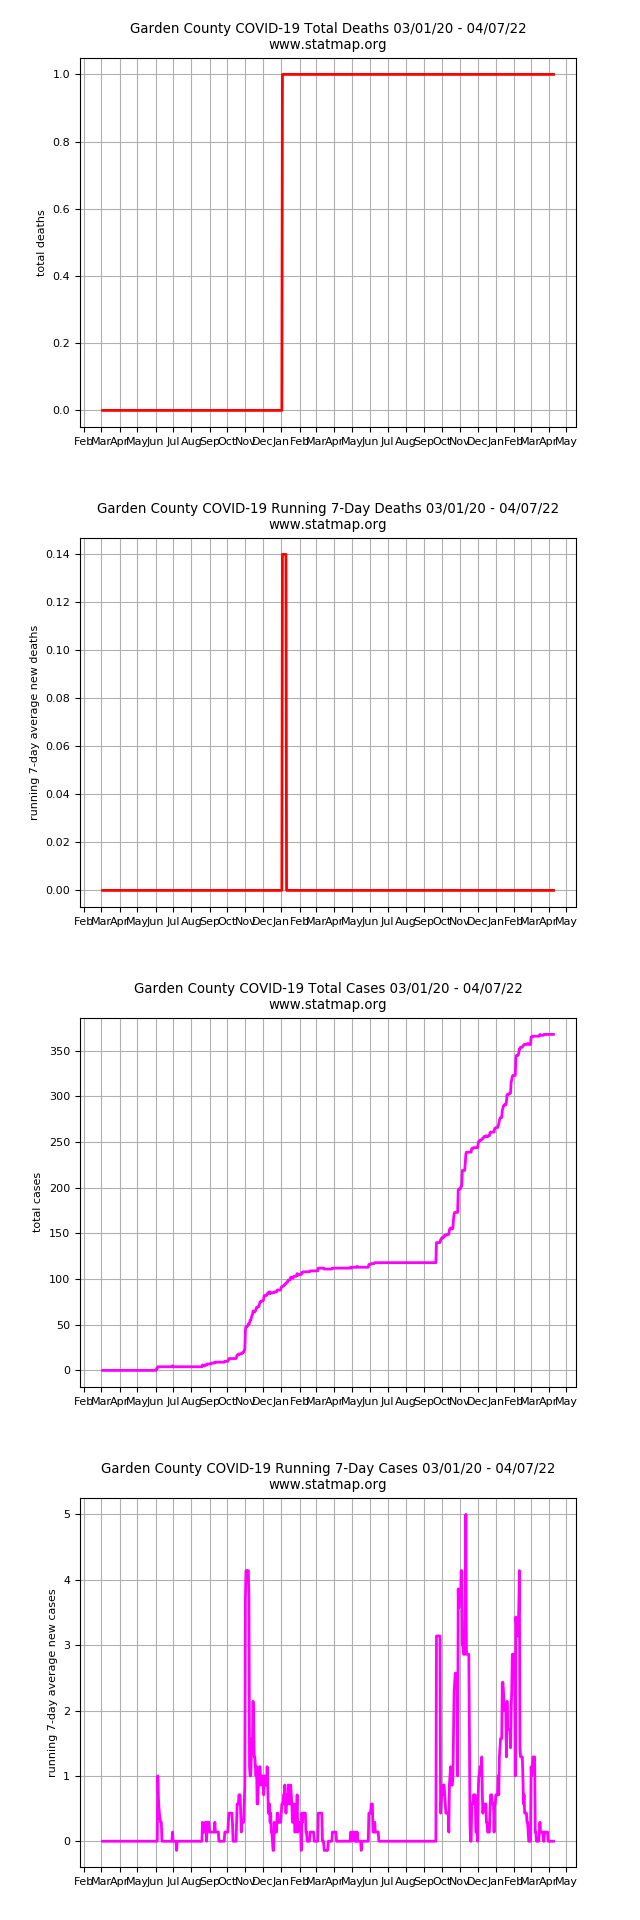 Garden County COVID-19 Total Deaths 03/01/20 - 04/07/22
www.statmap.org
1.0
0.8
0.6
0.4
0.2
0.0
total deaths
Feb Mar Apr May Jun Jul Aug Sep Oct Nov Dec Jan Feb Mar Apr May Jun Jul Aug Sep Oct Nov Dec Jan Feb Mar Apr May
Garden County COVID-19 Running 7-Day Deaths 03/01/20 - 04/07/22
www.statmap.org
0.14
0.12
0.10
0.08
0.06
0.04
0.02
0.00
running 7-day average new deaths
Feb Mar Apr May Jun Jul Aug Sep Oct Nov Dec Jan Feb Mar Apr May Jun Jul Aug Sep Oct Nov Dec Jan Feb Mar Apr May
Garden County COVID-19 Total Cases 03/01/20 - 04/07/22
www.statmap.org
350
300
250
200
150
100
50
0
total cases
Feb Mar Apr May Jun Jul Aug Sep Oct Nov Dec Jan Feb Mar Apr May Jun Jul Aug Sep Oct Nov Dec Jan Feb Mar Apr May
Garden County COVID-19 Running 7-Day Cases 03/01/20 - 04/07/22
www.statmap.org
5
4
3
2
1
0
running 7-day average new cases
Feb Mar Apr May Jun Jul Aug Sep Oct Nov Dec Jan Feb Mar Apr May Jun Jul Aug Sep Oct Nov Dec Jan Feb Mar Apr May